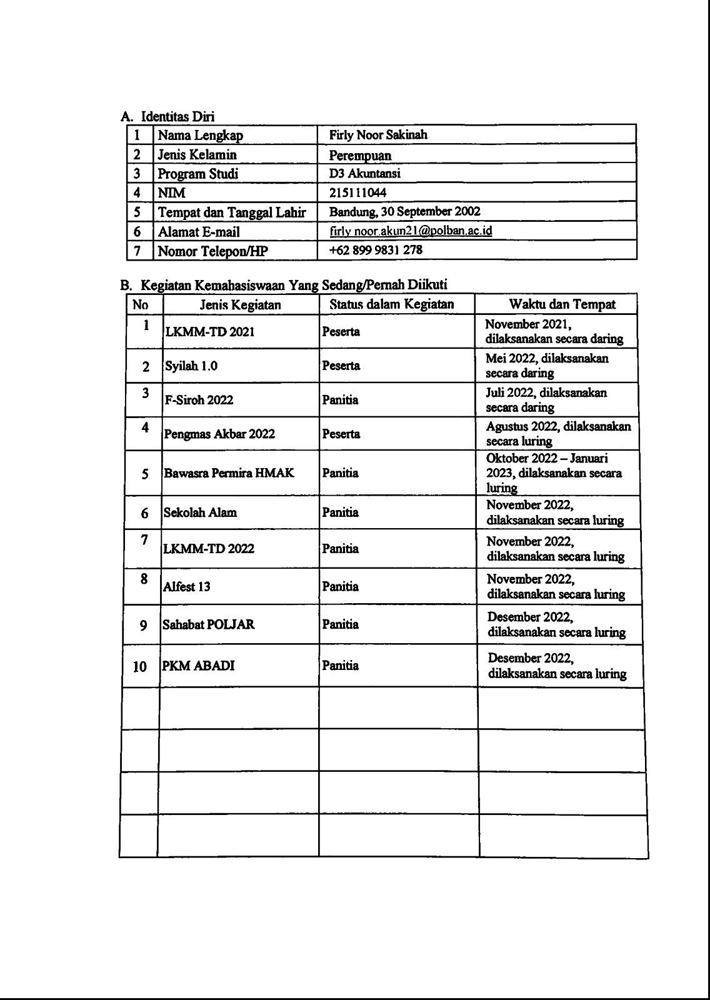 A. Identitas Diri
1 Nama Lengkap Firly Noor Sakinah
2 Jenis Kelamin Perempuan
3 Program Studi D3 Akuntansi
4 NIM 215111044
5 Tempat dan Tanggal Lahir Bandung, 30 September 2002
6 Alamat E-mail firly noor.akun21@polban.ac.id
7 Nomor Telepon/HP +62 899 9831 278
B. Kegiatan Kemahasiswaan Yang Sedang/Pernah Diikuti
No Jenis Kegiatan Status dalam Kegiatan Waktu dan Tempat
1 LKMM-TD 2021 Peserta November 2021,
dilaksanakan secara daring
2 Syilah 1.0 Peserta Mei 2022, dilaksanakan
secara daring
3 F-Siroh 2022 Panitia Juli 2022, dilaksanakan
secara daring
4 Pengmas Akbar 2022 Peserta Agustus 2022, dilaksanakan
secara luring
5 Bawasra Permira HMAK Panitia Oktober 2022 – Januari
2023, dilaksanakan secara
luring
6 Sekolah Alam Panitia November 2022,
dilaksanakan secara luring
7 LKMM-TD 2022 Panitia November 2022,
dilaksanakan secara luring
8 Alfest 13 Panitia November 2022,
dilaksanakan secara luring
9 Sahabat POLJAR Panitia Desember 2022,
dilaksanakan secara luring
10 PKM ABADI Panitia Desember 2022,
dilaksanakan secara luring